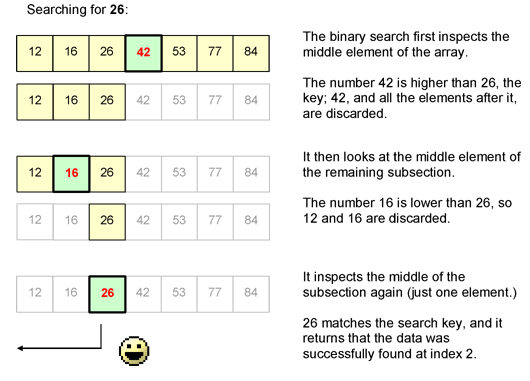 Searching for 26:
12 16 26 42 53 77 84
The binary search first inspects the
middle element of the array.
12 16 26 42 53 77 84
The number 42 is higher than 26, the
key; 42, and all the elements after it,
are discarded.
12 16 26 42 53 77 84
It then looks at the middle element of
the remaining subsection.
12 16 26 42 53 77 84
The number 16 is lower than 26, so
12 and 16 are discarded.
12 16 26 42 53 77 84
It inspects the middle of the
subsection again (just one element.)
26 matches the search key, and it
returns that the data was
successfully found at index 2.